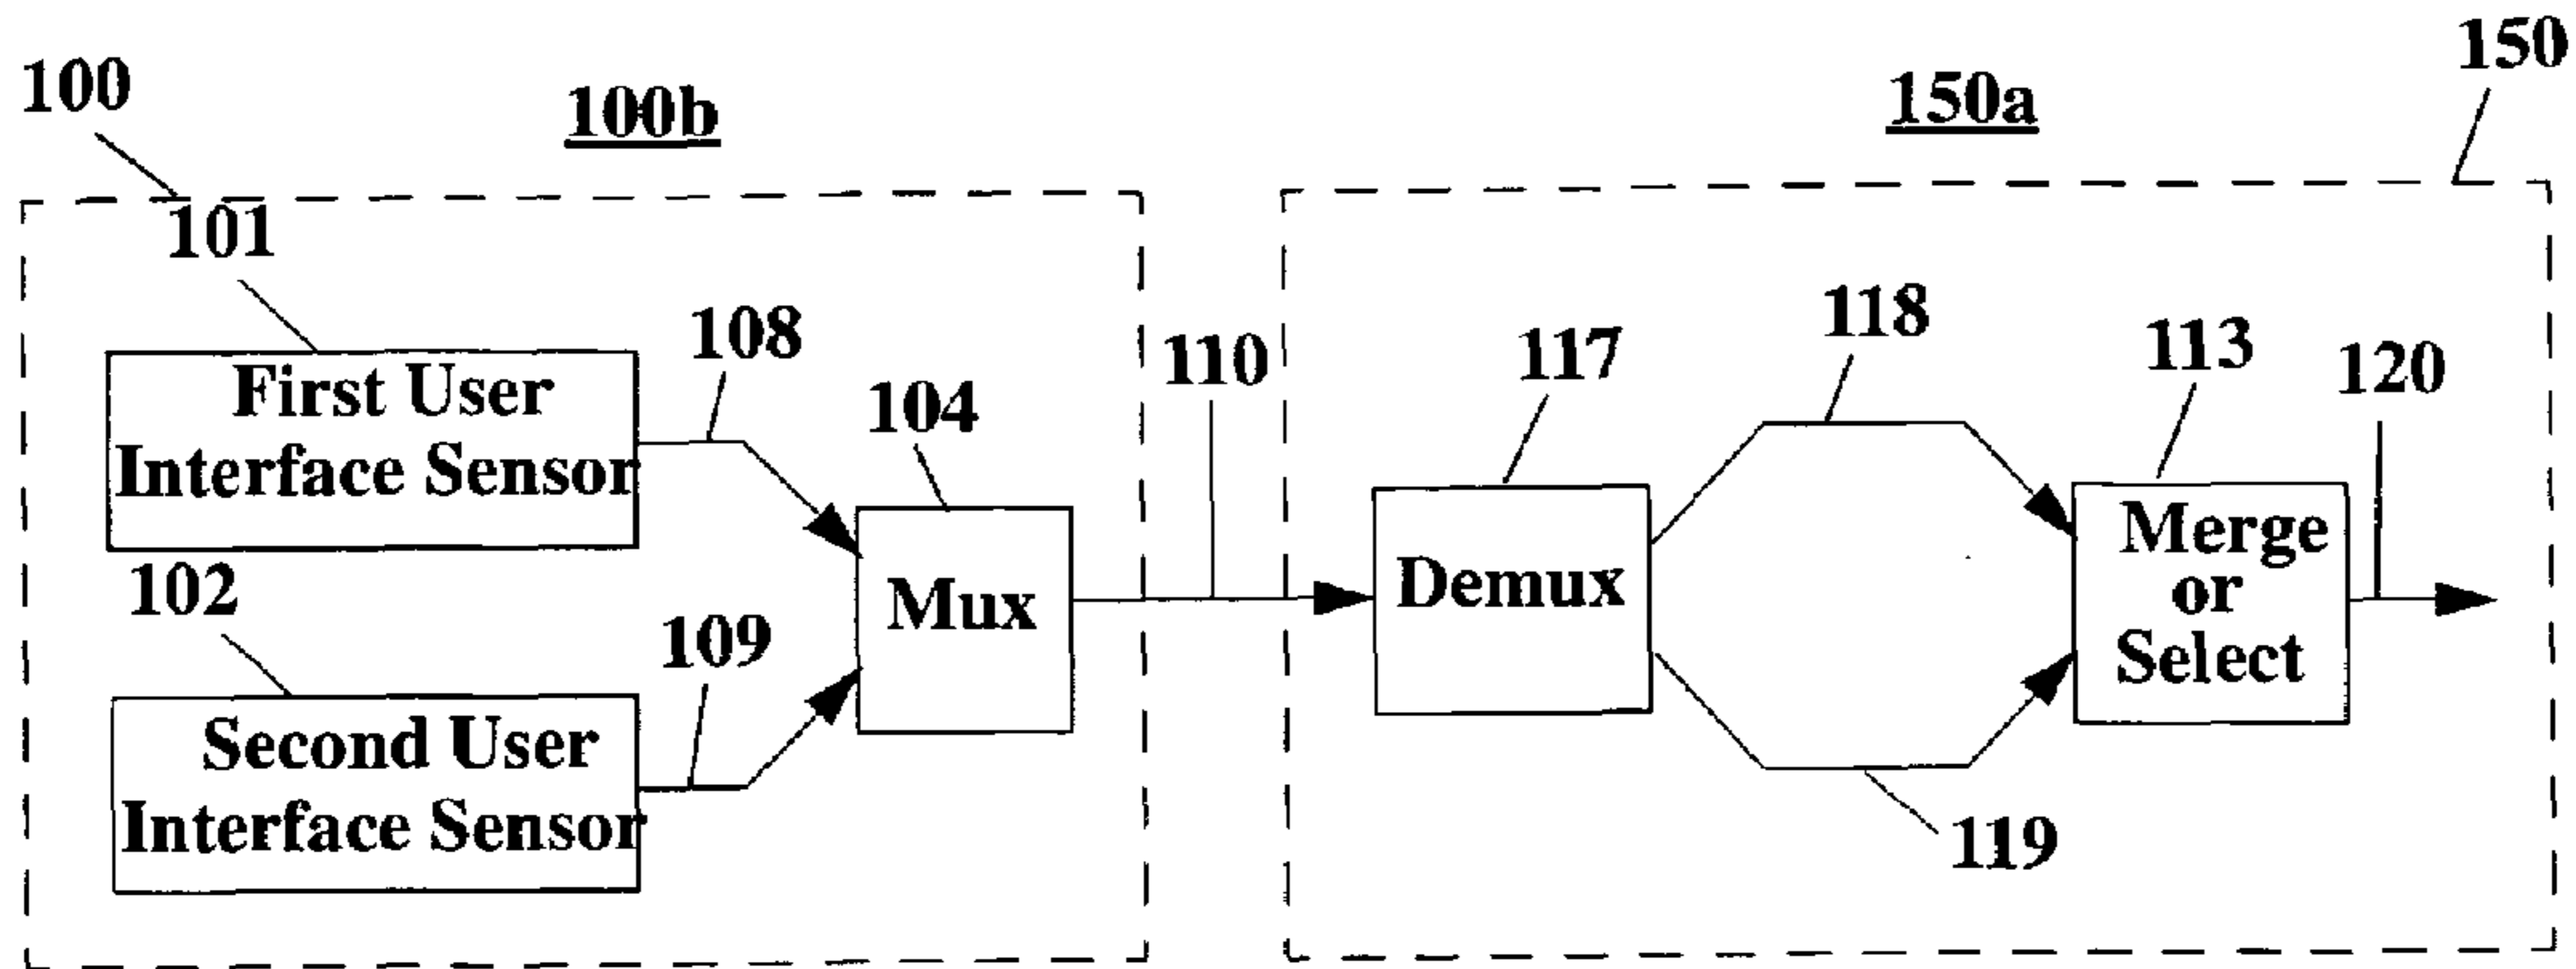 100
100b
150a
150
101
First User
Interface Sensor
108
104
Mux
102
Second User
Interface Sensor
109
110
117
Demux
118
119
113
Merge
or
Select
120